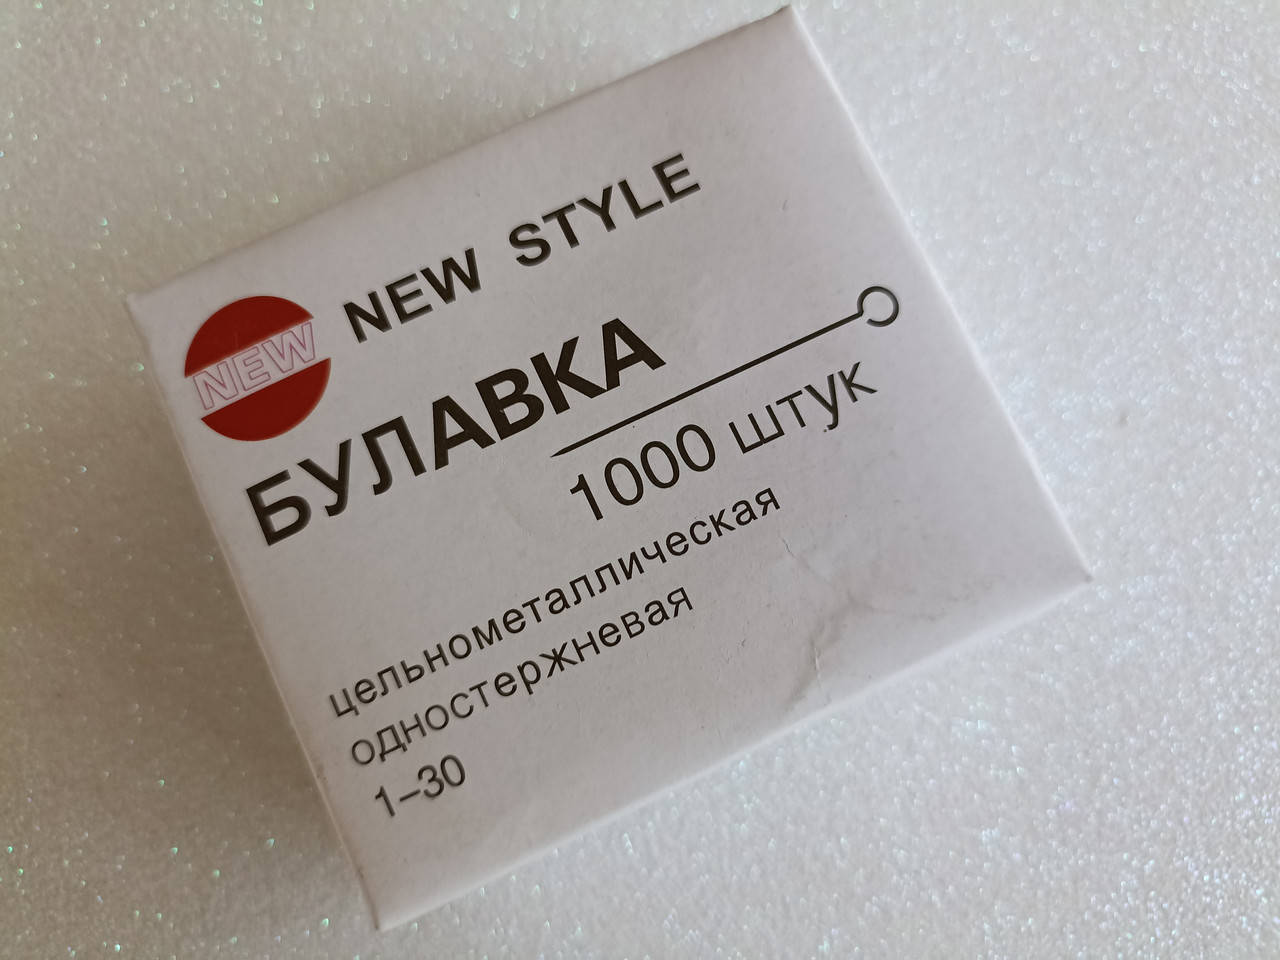 NEW STYLE
NEW
БУЛАВКА
1000 штук
цельнометаллическая
одностержневая
1–30